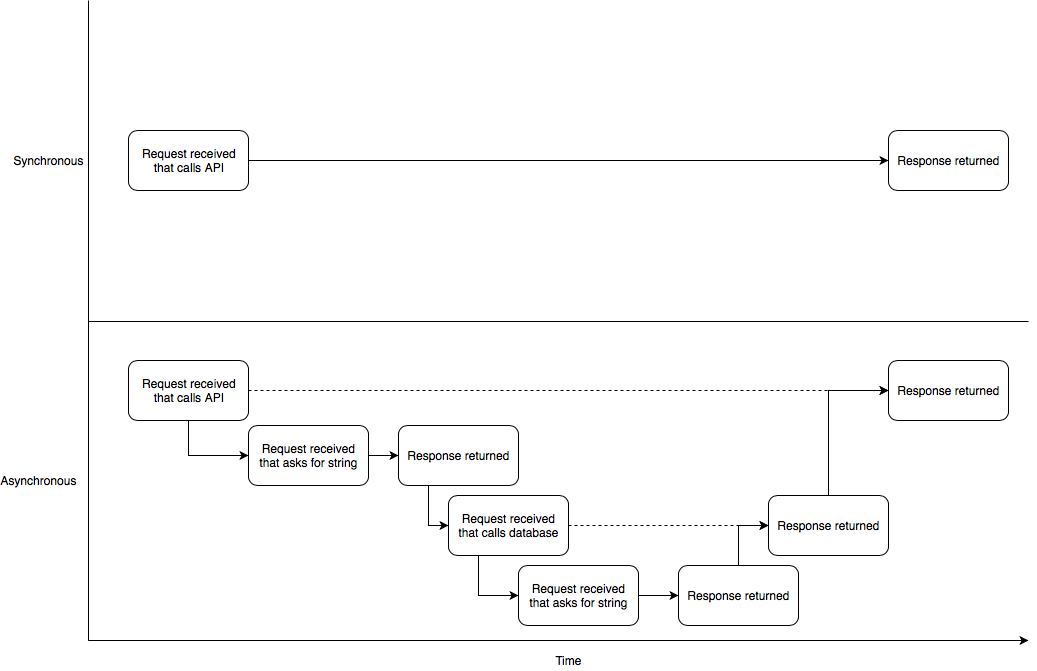 Synchronous
Request received
that calls API
Response returned
Asynchronous
Request received
that calls API
Response returned
Request received
that asks for string
Response returned
Request received
that calls database
Response returned
Request received
that asks for string
Response returned
Time